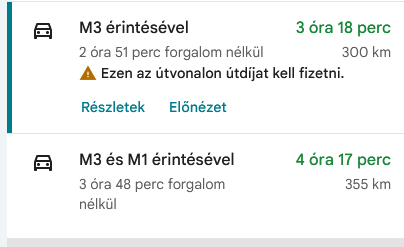 M3 érintésével 3 óra 18 perc
2 óra 51 perc forgalom nélkül 300 km
Ezen az útvonalon útdíjat kell fizetni.
Részletek Előnézet
M3 és M1 érintésével 4 óra 17 perc
3 óra 48 perc forgalom 355 km
nélkül